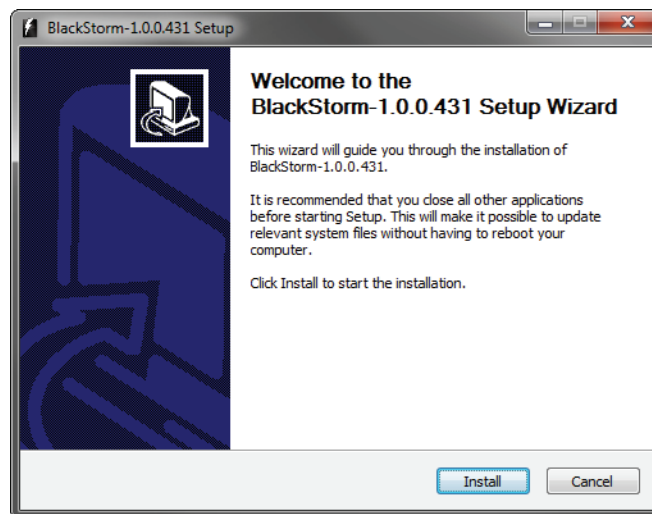 BlackStorm-1.0.0.431 Setup
Welcome to the
BlackStorm-1.0.0.431 Setup Wizard
This wizard will guide you through the installation of
BlackStorm-1.0.0.431.
It is recommended that you close all other applications
before starting Setup. This will make it possible to update
relevant system files without having to reboot your
computer.
Click Install to start the installation.
Install
Cancel